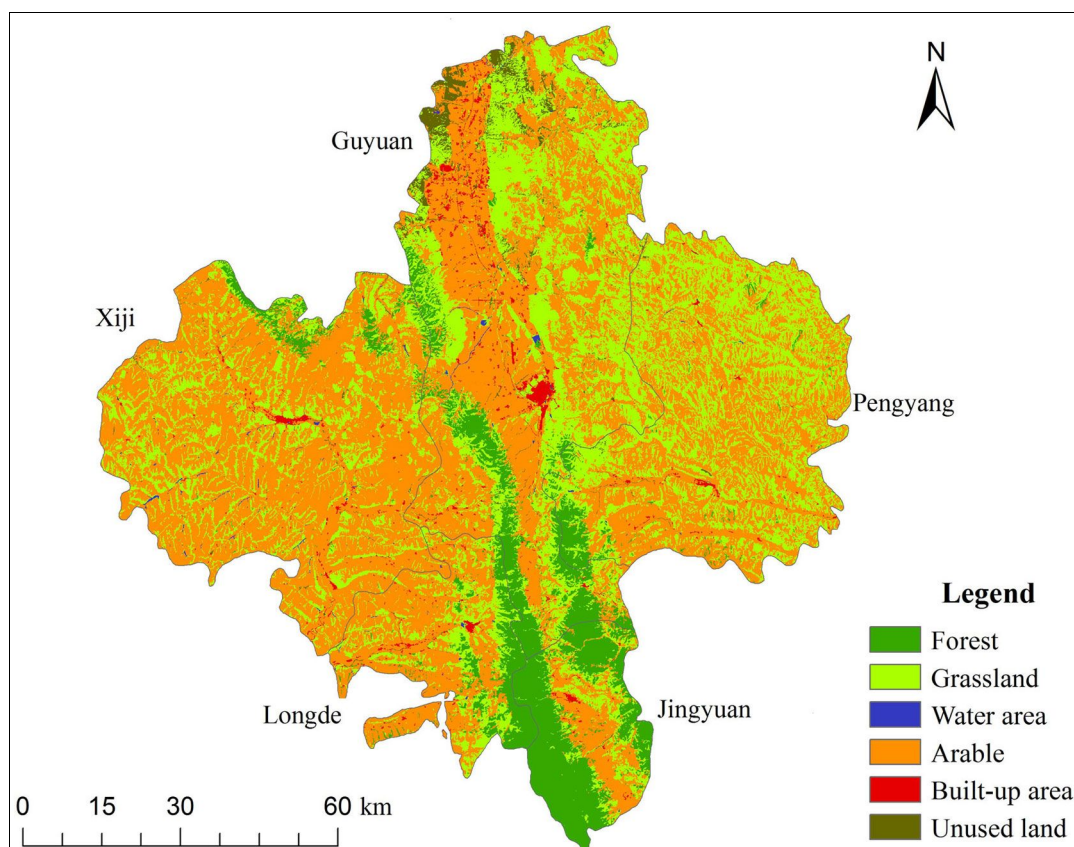 N
Guyuan
Xiji
Pengyang
Longde
Jingyuan
Legend
Forest
Grassland
Water area
Arable
Built-up area
Unused land
0 15 30 60 km